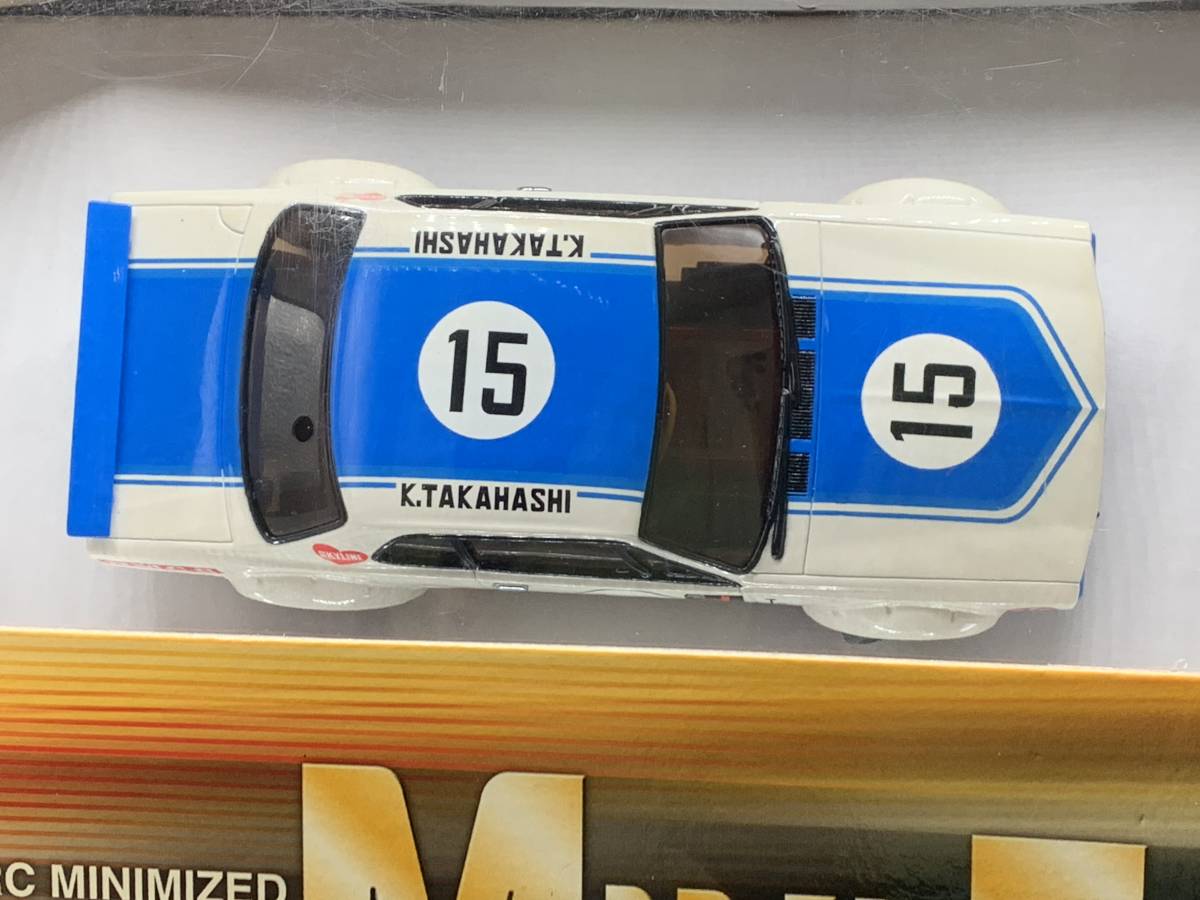 K.TAKAHASHI
15
15
K.TAKAHASHI
SKYLINE
RC MINIMIZED